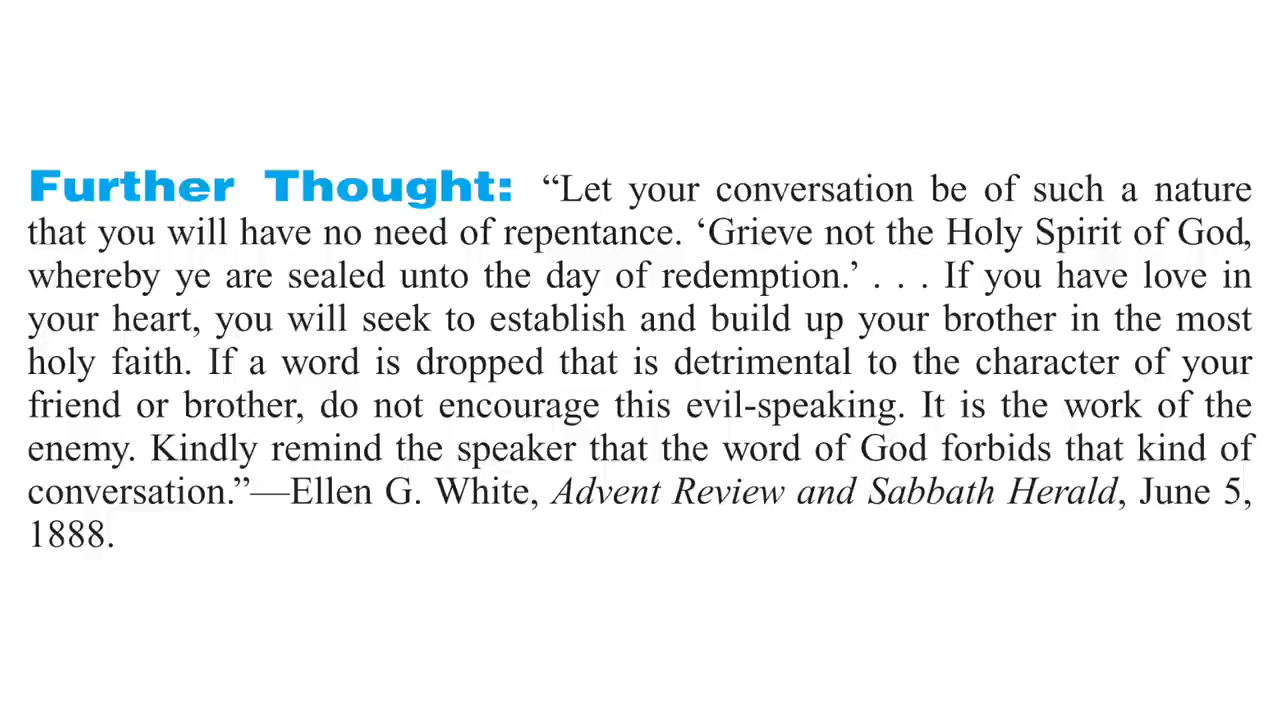 Further Thought: “Let your conversation be of such a nature
that you will have no need of repentance. ‘Grieve not the Holy Spirit of God,
whereby ye are sealed unto the day of redemption.’ . . . If you have love in
your heart, you will seek to establish and build up your brother in the most
holy faith. If a word is dropped that is detrimental to the character of your
friend or brother, do not encourage this evil-speaking. It is the work of the
enemy. Kindly remind the speaker that the word of God forbids that kind of
conversation.”—Ellen G. White, Advent Review and Sabbath Herald, June 5,
1888.